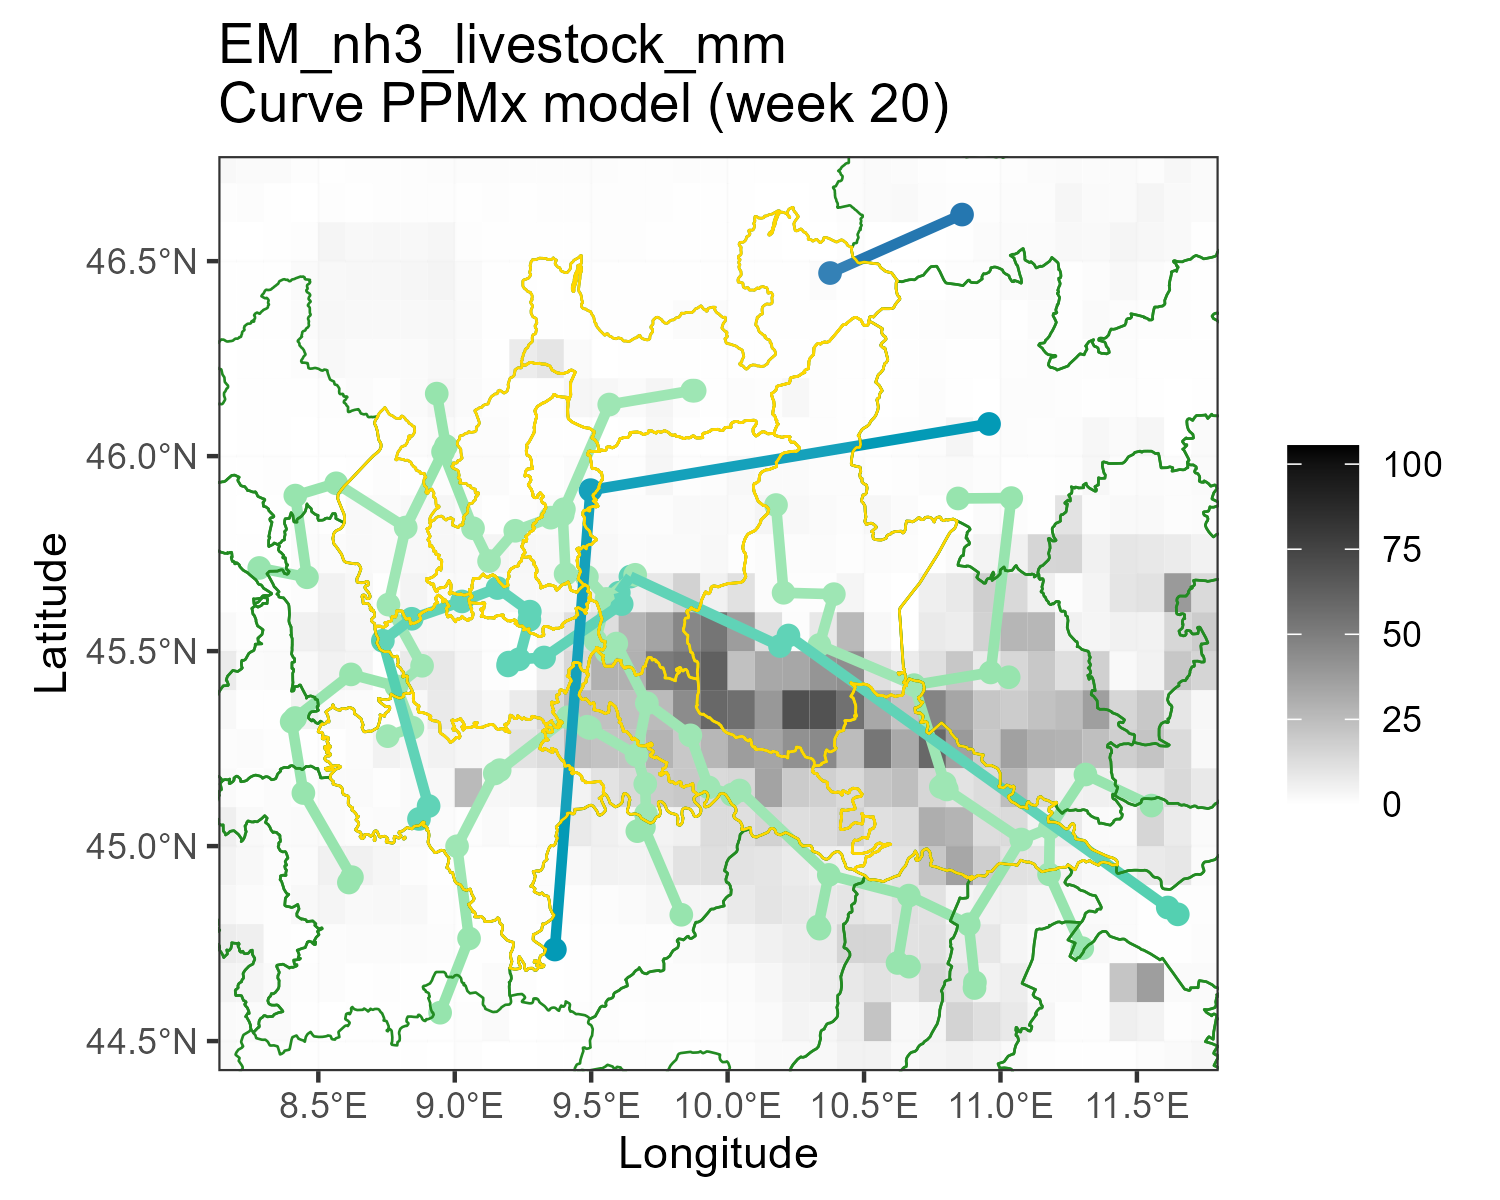 EM_nh3_livestock_mm
Curve PPMx model (week 20)
46.5°N
46.0°N
45.5°N
45.0°N
44.5°N
Latitude
8.5°E
9.0°E
9.5°E
10.0°E
10.5°E
11.0°E
11.5°E
Longitude
100
75
50
25
0